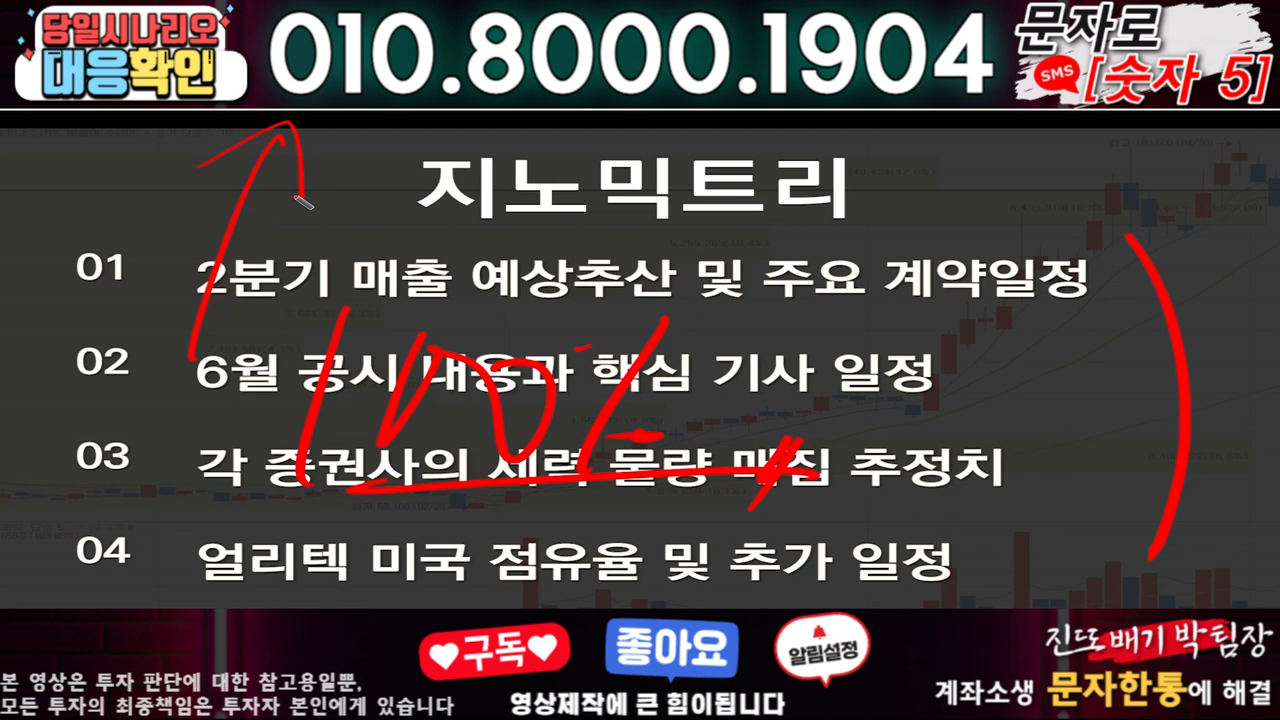 당일시나리오
대응확인
010.8000.1904
문자로
SMS
[숫자 5]
지노믹트리
01 2분기 매출 예상추산 및 주요 계약일정
02 6월 공시 내용과 핵심 기사 일정
03 각 증권사의 세력 물량 매집 추정치
04 얼리텍 미국 점유율 및 추가 일정
100%
구독
좋아요
알림설정
영상제작에 큰 힘이됩니다
본 영상은 투자 판단에 대한 참고용일뿐,
모든 투자의 최종책임은 투자자 본인에게 있습니다
진또배기 박팀장
계좌소생 문자한통에 해결